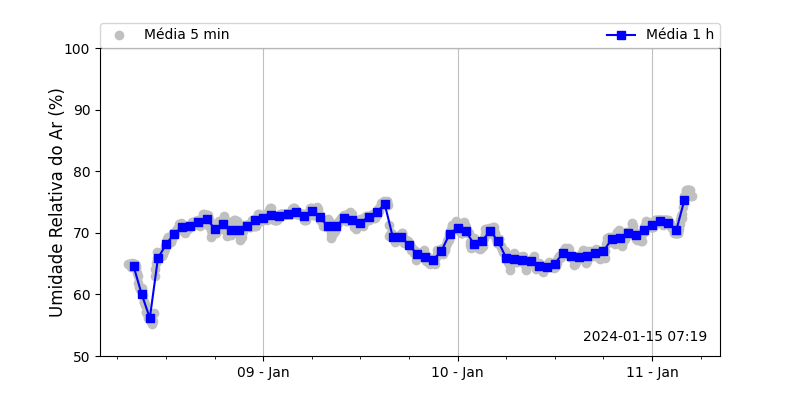 Média 5 min
Média 1 h
Umidade Relativa do Ar (%)
100
90
80
70
60
50
2024-01-15 07:19
09 - Jan
10 - Jan
11 - Jan